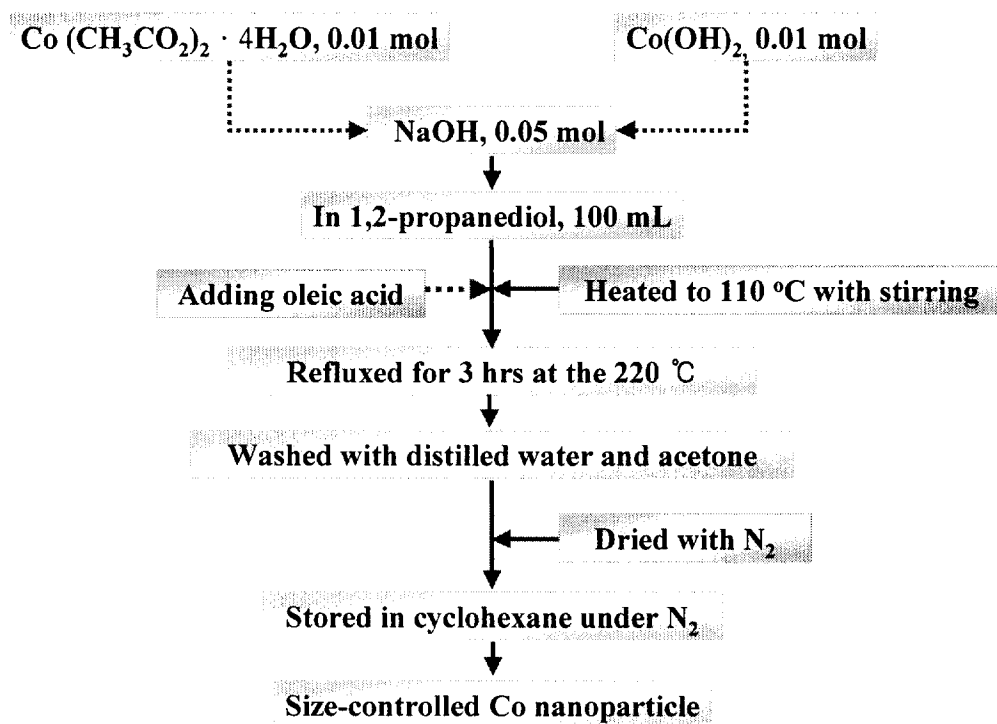 Co (CH₃CO₂)₂ · 4H₂O, 0.01 mol
Co(OH)₂, 0.01 mol
NaOH, 0.05 mol
In 1,2-propanediol, 100 mL
Adding oleic acid
Heated to 110 °C with stirring
Refluxed for 3 hrs at the 220 ℃
Washed with distilled water and acetone
Dried with N₂
Stored in cyclohexane under N₂
Size-controlled Co nanoparticle